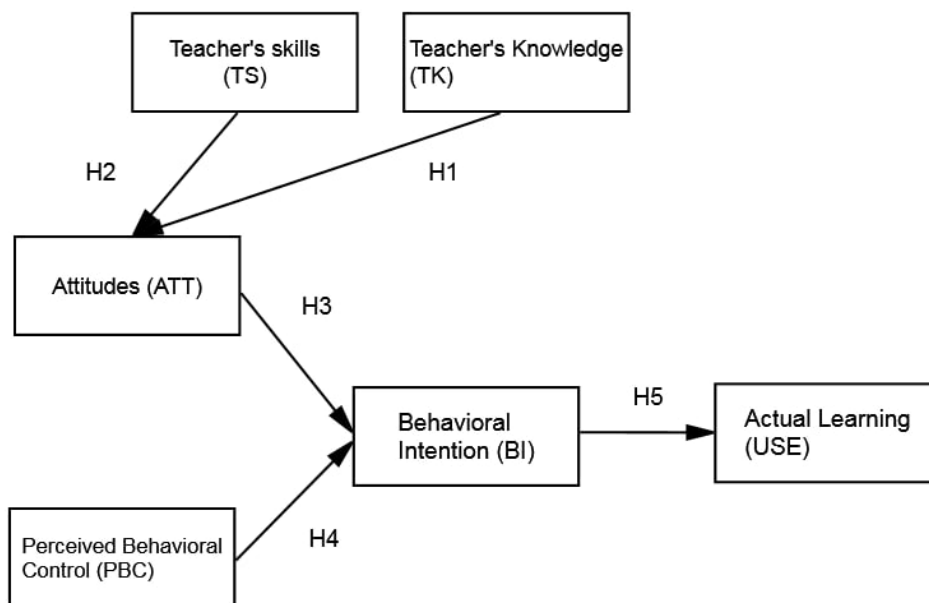 Teacher's skills
(TS)
Teacher's Knowledge
(TK)
H2
H1
Attitudes (ATT)
H3
Behavioral
Intention (BI)
H5
Actual Learning
(USE)
H4
Perceived Behavioral
Control (PBC)